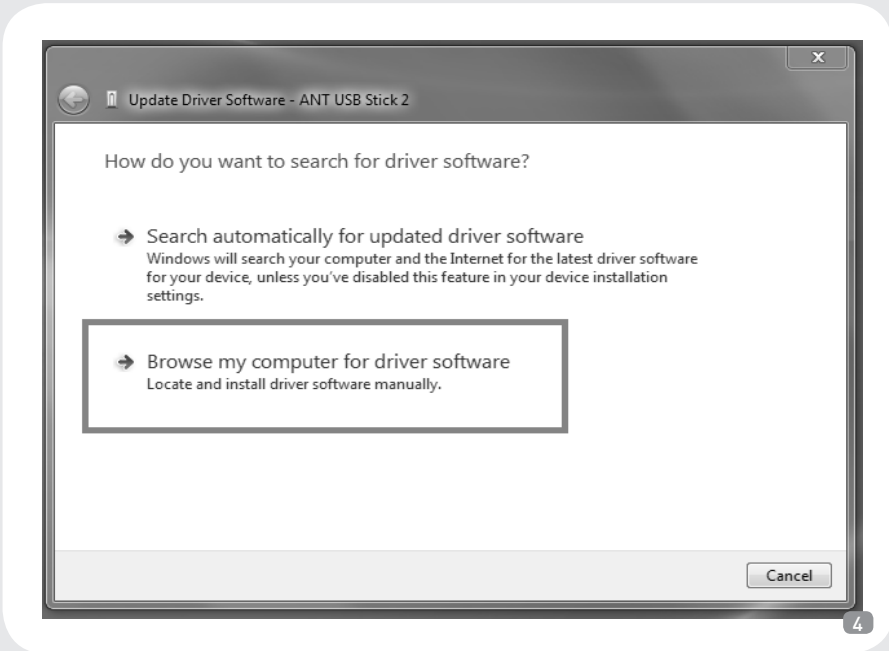 x
Update Driver Software - ANT USB Stick 2
How do you want to search for driver software?
Search automatically for updated driver software
Windows will search your computer and the Internet for the latest driver software
for your device, unless you've disabled this feature in your device installation
settings.
Browse my computer for driver software
Locate and install driver software manually.
Cancel
4